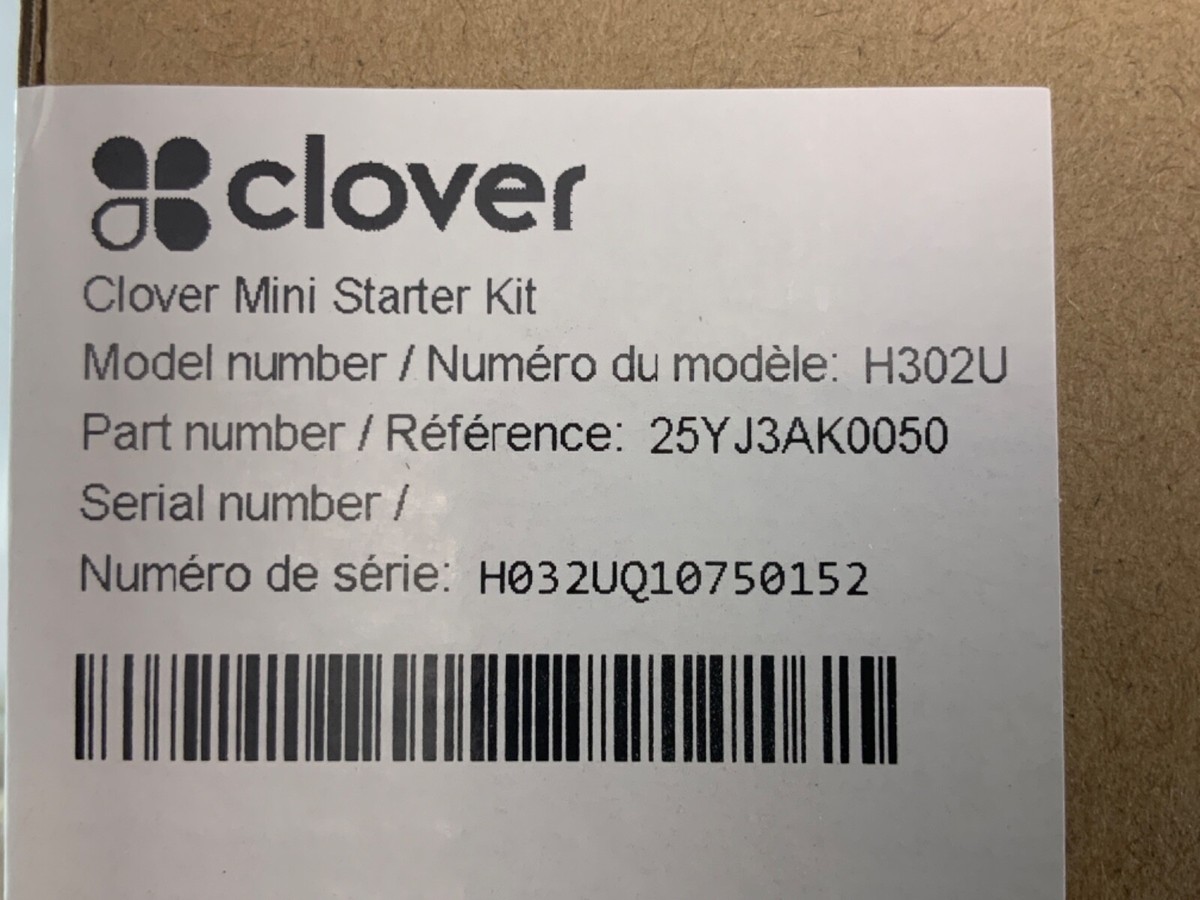 clover
Clover Mini Starter Kit
Model number / Numéro du modèle: H302U
Part number / Référence: 25YJ3AK0050
Serial number /
Numéro de série: H032UQ10750152